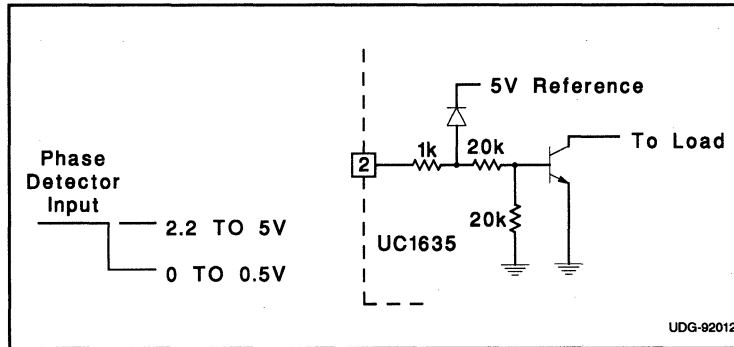 5V Reference
1k
20k
To Load
2
Phase
Detector
Input
20k
2.2 TO 5V
UC1635
0 TO 0.5V
UDG-92012